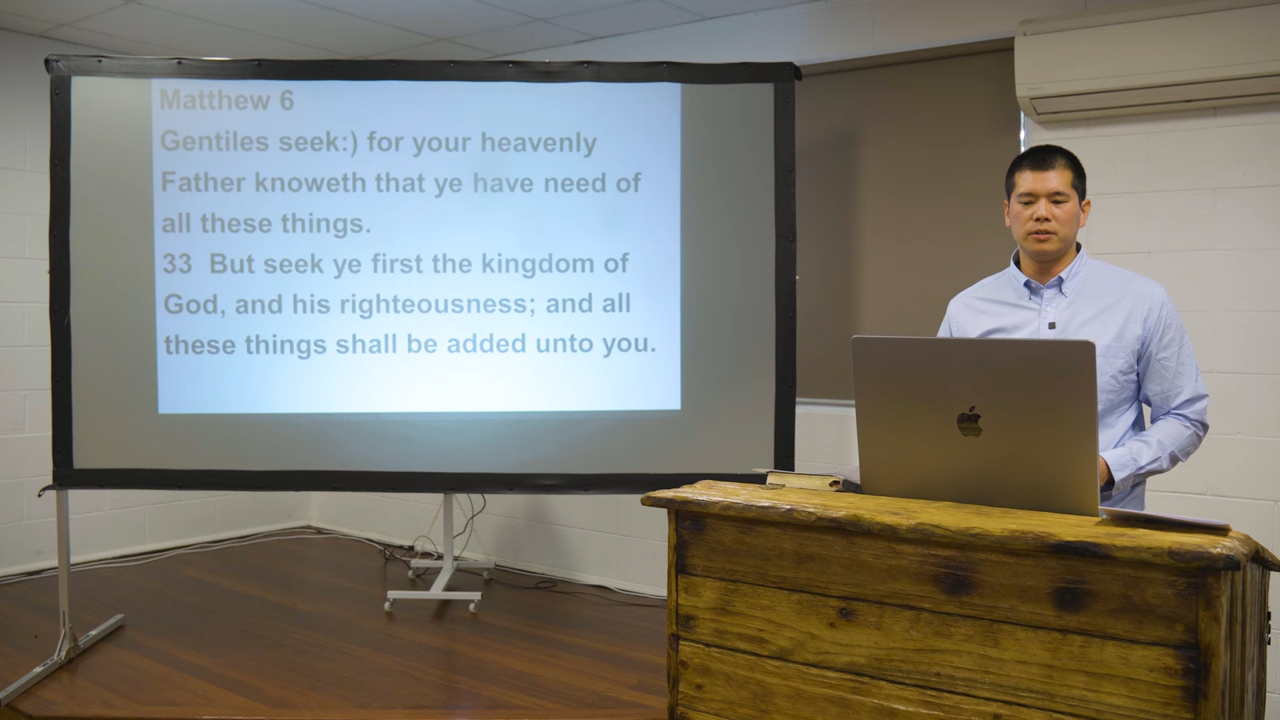 Matthew 6
Gentiles seek:) for your heavenly
Father knoweth that ye have need of
all these things.
33 But seek ye first the kingdom of
God, and his righteousness; and all
these things shall be added unto you.